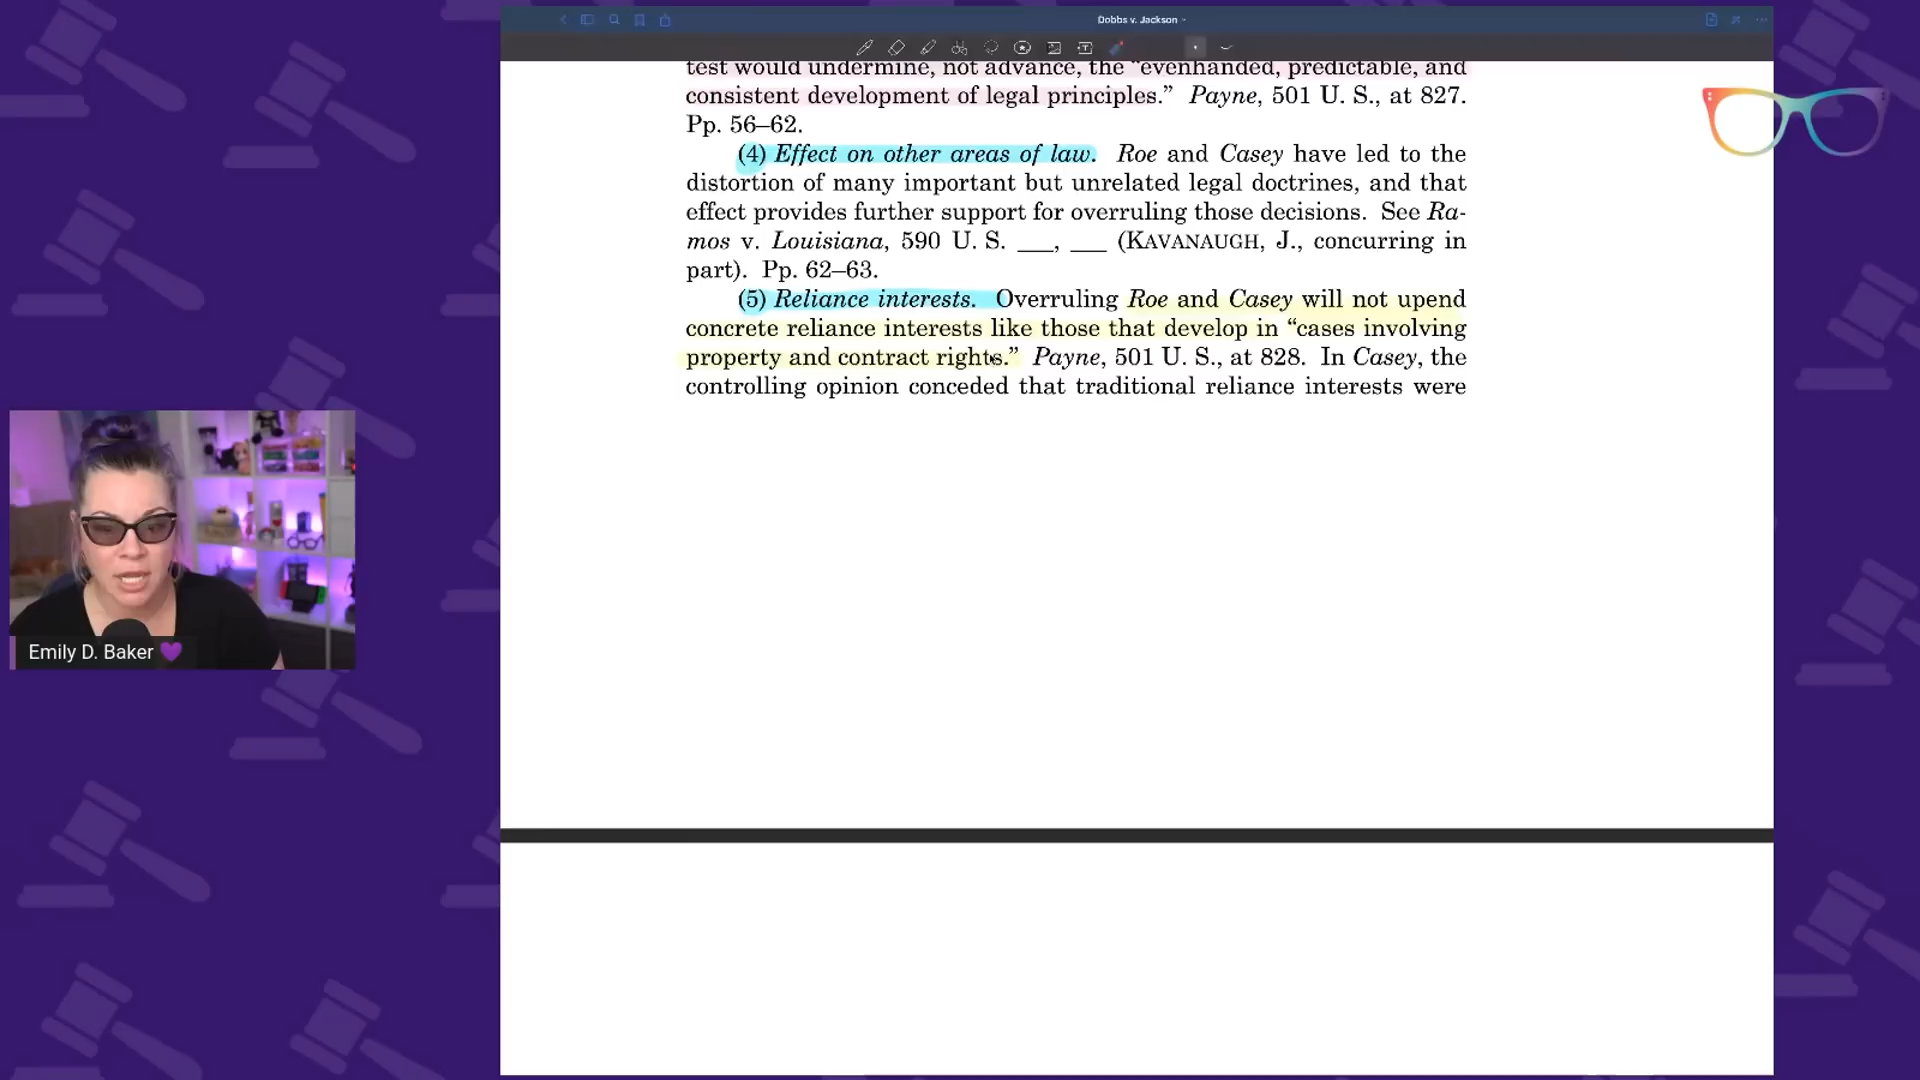 Dobbs v. Jackson
test would undermine, not advance, the “evenhanded, predictable, and
consistent development of legal principles.” Payne, 501 U. S., at 827.
Pp. 56–62.
(4) Effect on other areas of law. Roe and Casey have led to the
distortion of many important but unrelated legal doctrines, and that
effect provides further support for overruling those decisions. See Ra-
mos v. Louisiana, 590 U. S. ___, ___ (KAVANAUGH, J., concurring in
part). Pp. 62–63.
(5) Reliance interests. Overruling Roe and Casey will not upend
concrete reliance interests like those that develop in “cases involving
property and contract rights.” Payne, 501 U. S., at 828. In Casey, the
controlling opinion conceded that traditional reliance interests were
Emily D. Baker 💜